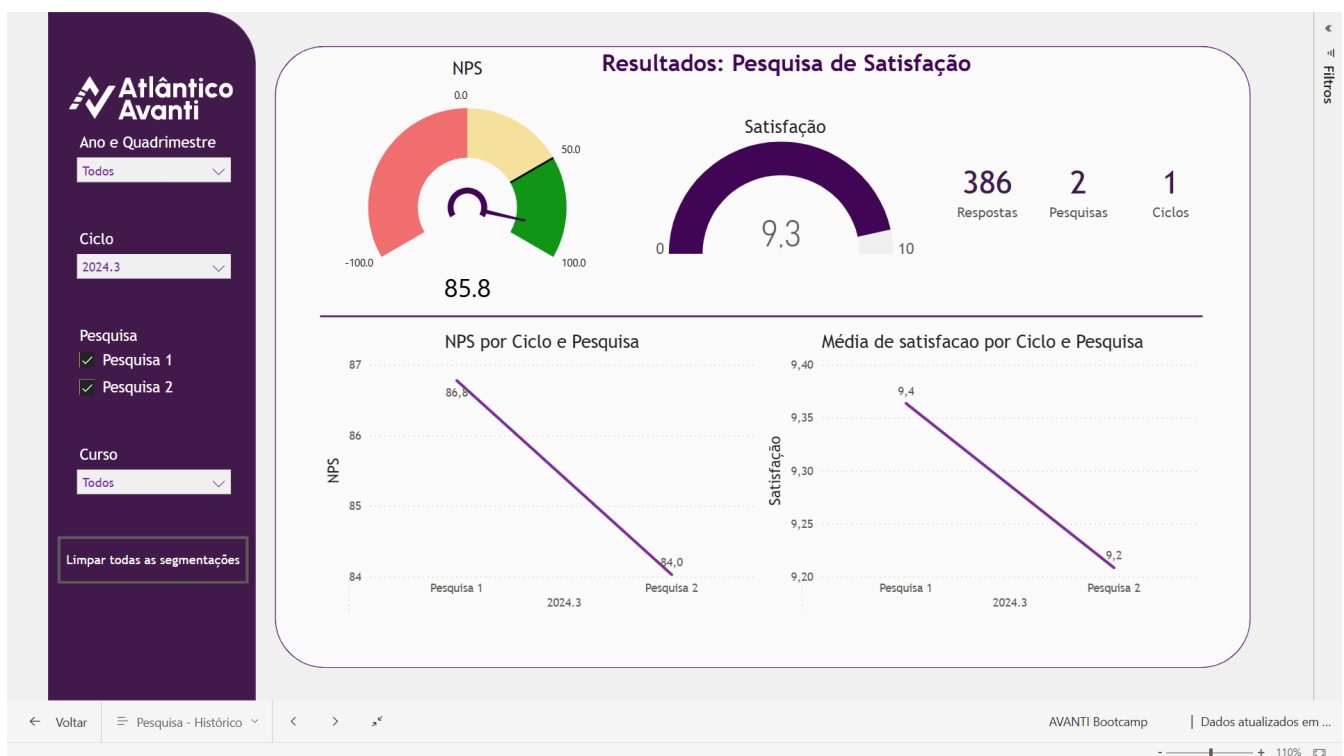 Atlântico
Avanti
Ano e Quadrimestre
Todos
Ciclo
2024.3
Pesquisa
Pesquisa 1
Pesquisa 2
Curso
Todos
Limpar todas as segmentações
Resultados: Pesquisa de Satisfação
NPS
0.0
50.0
-100.0
100.0
85.8
Satisfação
0
9,3
10
386
Respostas
2
Pesquisas
1
Ciclos
NPS por Ciclo e Pesquisa
87
86
85
84
NPS
86,8
84,0
Pesquisa 1
Pesquisa 2
2024.3
Média de satisfacao por Ciclo e Pesquisa
9,40
9,35
9,30
9,25
9,20
Satisfação
9,4
9,2
Pesquisa 1
Pesquisa 2
2024.3
Filtros
Voltar
Pesquisa - Histórico
AVANTI Bootcamp
| Dados atualizados em ...
- + 110%